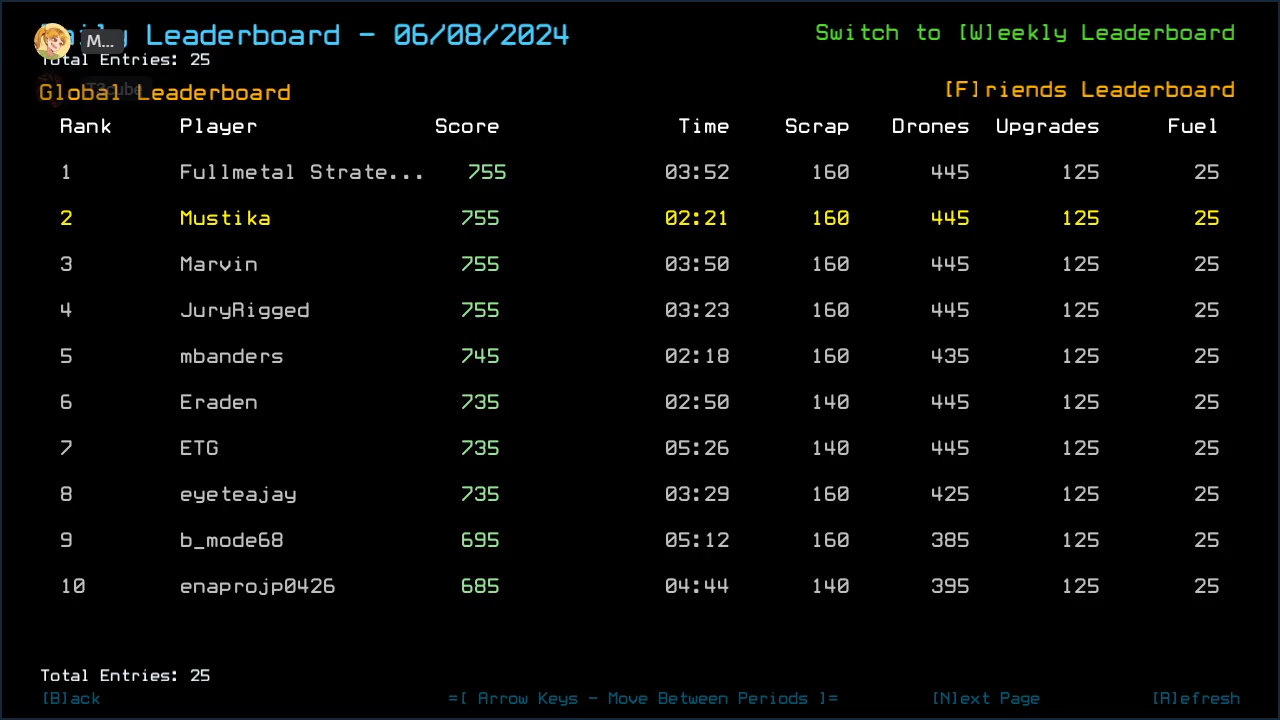 Leaderboard - 06/08/2024
M...
Switch to [W]eekly Leaderboard
Total Entries: 25
T3cube
Global Leaderboard
[F]riends Leaderboard
Rank Player Score Time Scrap Drones Upgrades Fuel
1 Fullmetal Strate... 755 03:52 160 445 125 25
2 Mustika 755 02:21 160 445 125 25
3 Marvin 755 03:50 160 445 125 25
4 JuryRigged 755 03:23 160 445 125 25
5 mbanders 745 02:18 160 435 125 25
6 Eraden 735 02:50 140 445 125 25
7 ETG 735 05:26 140 445 125 25
8 eyeteajay 735 03:29 160 425 125 25
9 b_mode68 695 05:12 160 385 125 25
10 enaprojp0426 685 04:44 140 395 125 25
Total Entries: 25
[B]ack =[ Arrow Keys - Move Between Periods ]= [N]ext Page [R]efresh